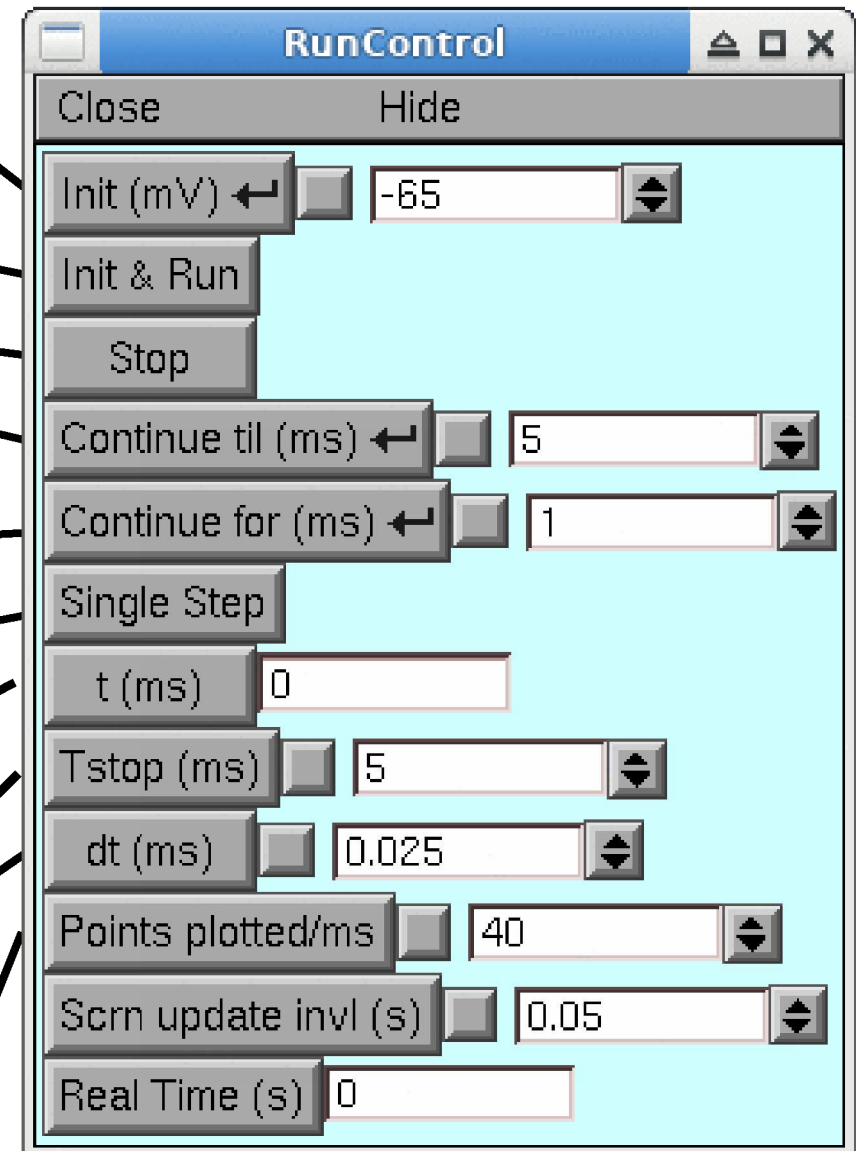 RunControl
Close Hide
Init (mV) -65
Init & Run
Stop
Continue til (ms) 5
Continue for (ms) 1
Single Step
t (ms) 0
Tstop (ms) 5
dt (ms) 0.025
Points plotted/ms 40
Scrn update invl (s) 0.05
Real Time (s) 0